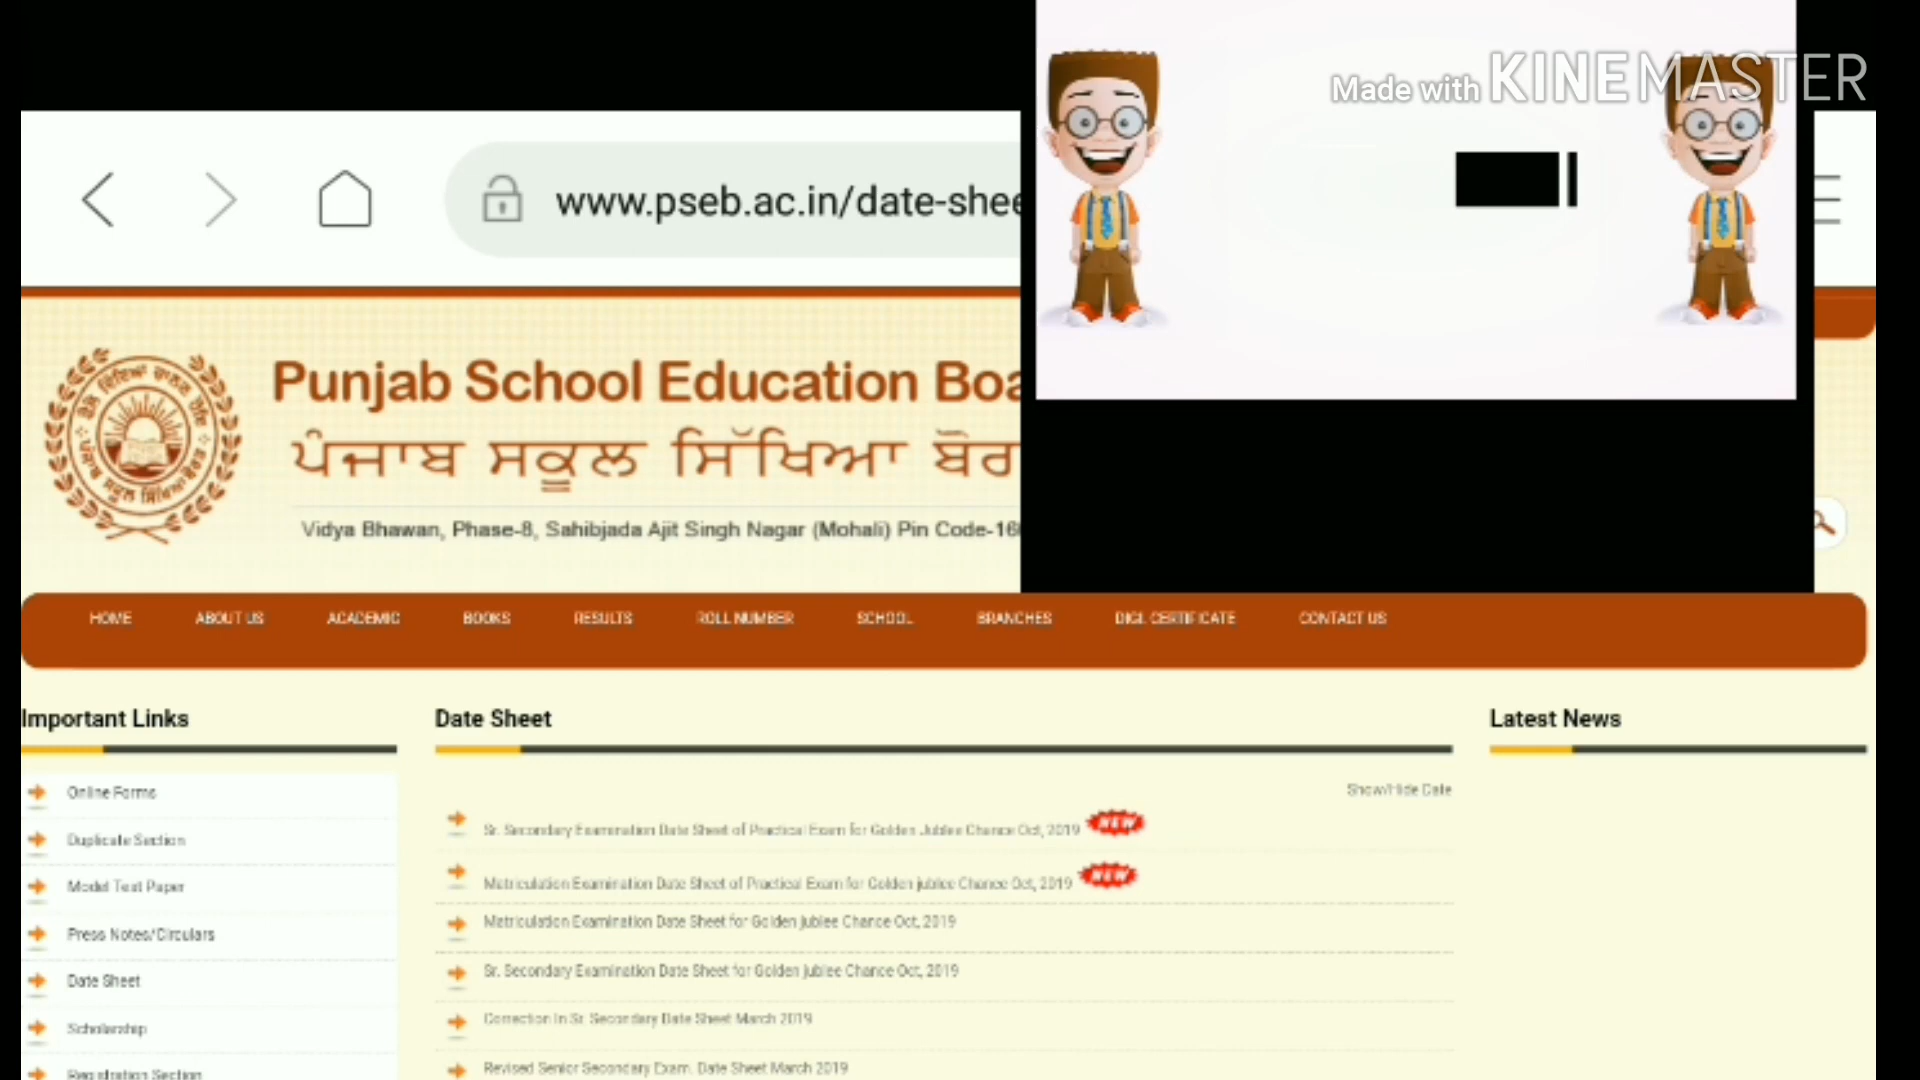 Made with KINEMASTER
www.pseb.ac.in/date-shee
Punjab School Education Boa
ਪੰਜਾਬ ਸਕੂਲ ਸਿੱਖਿਆ ਬੋਰ
Vidya Bhawan, Phase-8, Sahibjada Ajit Singh Nagar (Mohali) Pin Code-16
HOME ABOUT US ACADEMIC BOOKS RESULTS ROLL NUMBER SCHOOL BRANCHES DIGI. CERTIFICATE CONTACT US
Important Links
Online Forms
Duplicate Section
Model Test Paper
Press Notes/Circulars
Date Sheet
Scholarship
Registration Section
Date Sheet
Show/Hide Date
Sr. Secondary Examination Date Sheet of Practical Exam for Golden Jublee Chance Oct, 2019 NEW
Matriculation Examination Date Sheet of Practical Exam for Golden jublee Chance Oct, 2019 NEW
Matriculation Examination Date Sheet for Golden Jublee Chance Oct, 2019
Sr. Secondary Examination Date Sheet for Golden Jublee Chance Oct, 2019
Correction In Sr. Secondary Date Sheet March 2019
Revised Senior Secondary Exam. Date Sheet March 2019
Latest News